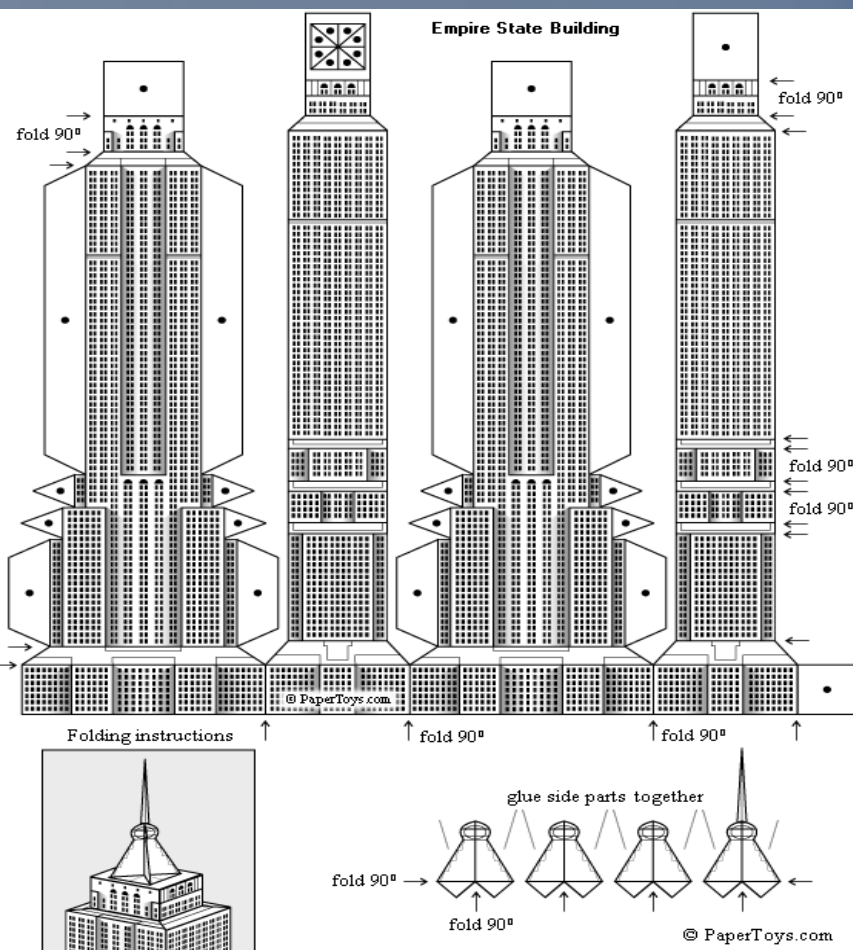 Empire State Building
fold 90º
fold 90º
fold 90º
fold 90º
© PaperToys.com
Folding instructions
fold 90º
fold 90º
glue side parts together
fold 90º
fold 90º
© PaperToys.com